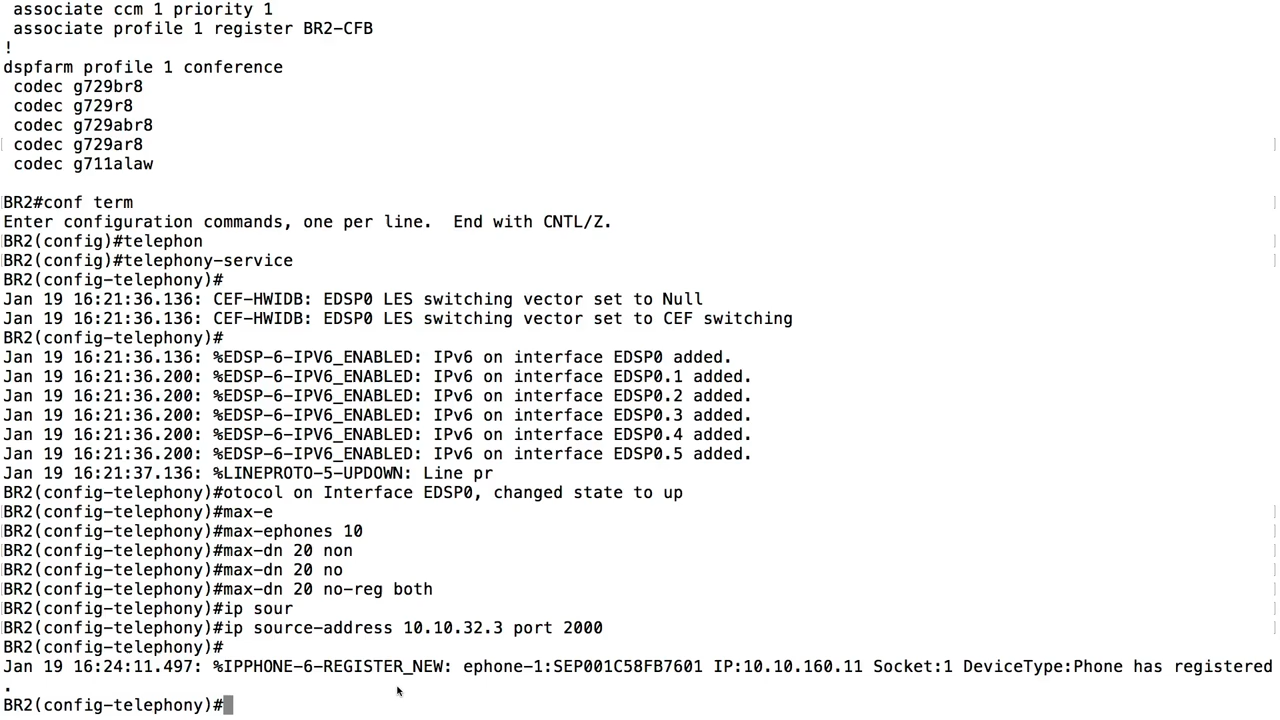 associate ccm 1 priority 1
associate profile 1 register BR2-CFB
!
dspfarm profile 1 conference
codec g729br8
codec g729r8
codec g729abr8
codec g729ar8
codec g711alaw
BR2#conf term
Enter configuration commands, one per line.  End with CNTL/Z.
BR2(config)#telephon
BR2(config)#telephony-service
BR2(config-telephony)#
Jan 19 16:21:36.136: CEF-HWIDB: EDSP0 LES switching vector set to Null
Jan 19 16:21:36.136: CEF-HWIDB: EDSP0 LES switching vector set to CEF switching
BR2(config-telephony)#
Jan 19 16:21:36.136: %EDSP-6-IPV6_ENABLED: IPv6 on interface EDSP0 added.
Jan 19 16:21:36.200: %EDSP-6-IPV6_ENABLED: IPv6 on interface EDSP0.1 added.
Jan 19 16:21:36.200: %EDSP-6-IPV6_ENABLED: IPv6 on interface EDSP0.2 added.
Jan 19 16:21:36.200: %EDSP-6-IPV6_ENABLED: IPv6 on interface EDSP0.3 added.
Jan 19 16:21:36.200: %EDSP-6-IPV6_ENABLED: IPv6 on interface EDSP0.4 added.
Jan 19 16:21:36.200: %EDSP-6-IPV6_ENABLED: IPv6 on interface EDSP0.5 added.
Jan 19 16:21:37.136: %LINEPROTO-5-UPDOWN: Line pr
BR2(config-telephony)#otocol on Interface EDSP0, changed state to up
BR2(config-telephony)#max-e
BR2(config-telephony)#max-ephones 10
BR2(config-telephony)#max-dn 20 non
BR2(config-telephony)#max-dn 20 no
BR2(config-telephony)#max-dn 20 no-reg both
BR2(config-telephony)#ip sour
BR2(config-telephony)#ip source-address 10.10.32.3 port 2000
BR2(config-telephony)#
Jan 19 16:24:11.497: %IPPHONE-6-REGISTER_NEW: ephone-1:SEP001C58FB7601 IP:10.10.160.11 Socket:1 DeviceType:Phone has registered
.
BR2(config-telephony)#